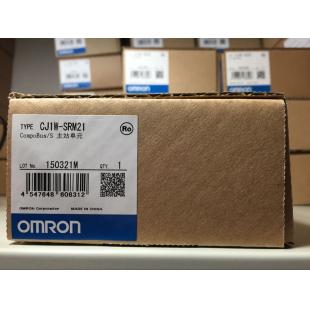 TYPE CJ1W-SRM21
CompoBus/S 主站单元
Ro
LOT No. 150321M QTY. 1
4 547648 608312
OMRON Corporation MADE IN CHINA
OMRON